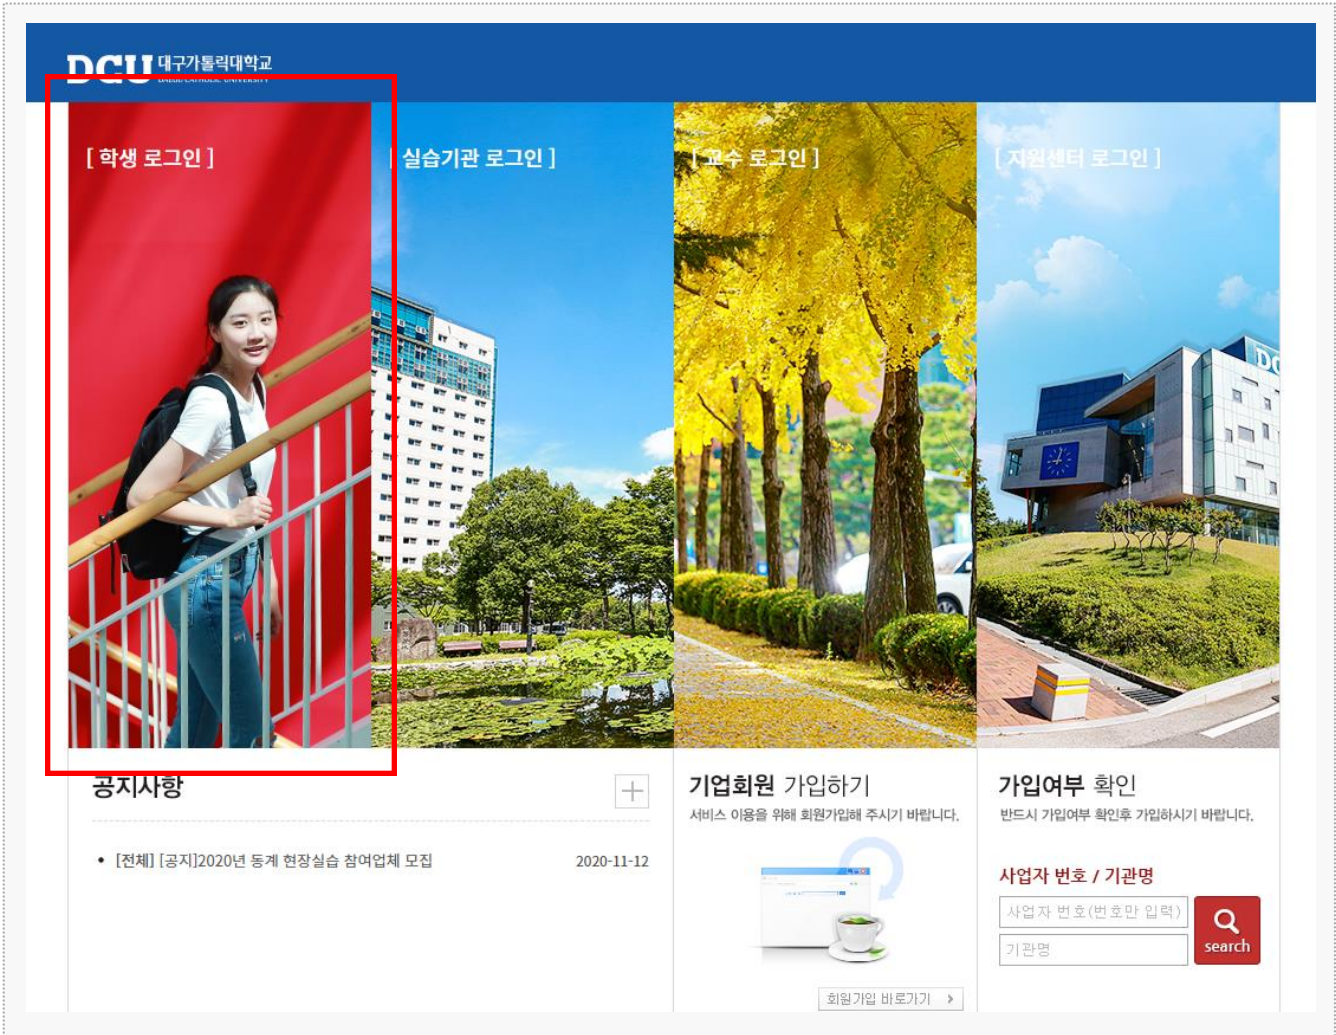 DCU 대구가톨릭대학교
DAEGU CATHOLIC UNIVERSITY
[ 학생 로그인 ]
[ 실습기관 로그인 ]
[ 교수 로그인 ]
[ 지원센터 로그인 ]
DC
공지사항
• [전체] [공지]2020년 동계 현장실습 참여업체 모집 2020-11-12
기업회원 가입하기
서비스 이용을 위해 회원가입해 주시기 바랍니다.
회원가입 바로가기 >
가입여부 확인
반드시 가입여부 확인후 가입하시기 바랍니다.
사업자 번호 / 기관명
사업자 번호(번호만 입력)
기관명
search